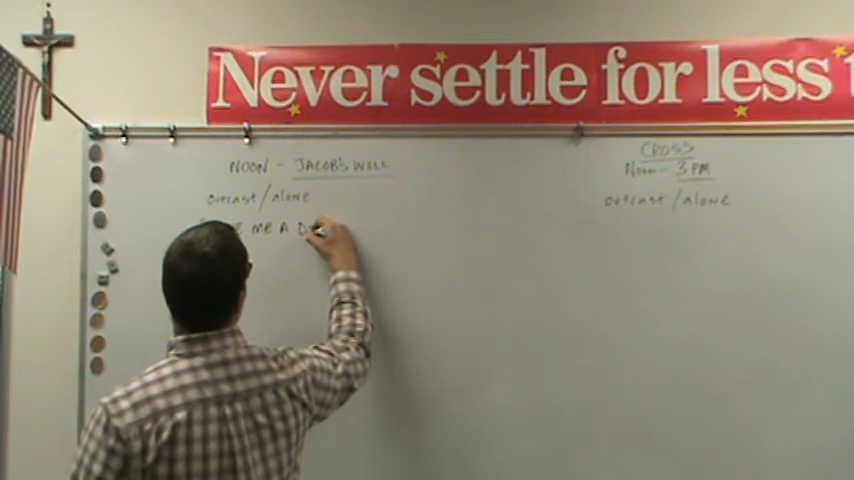 Never settle for less
NOON - JACOB'S WELL
outcast/alone
ME A
CROSS
Noon - 3 PM
outcast/alone